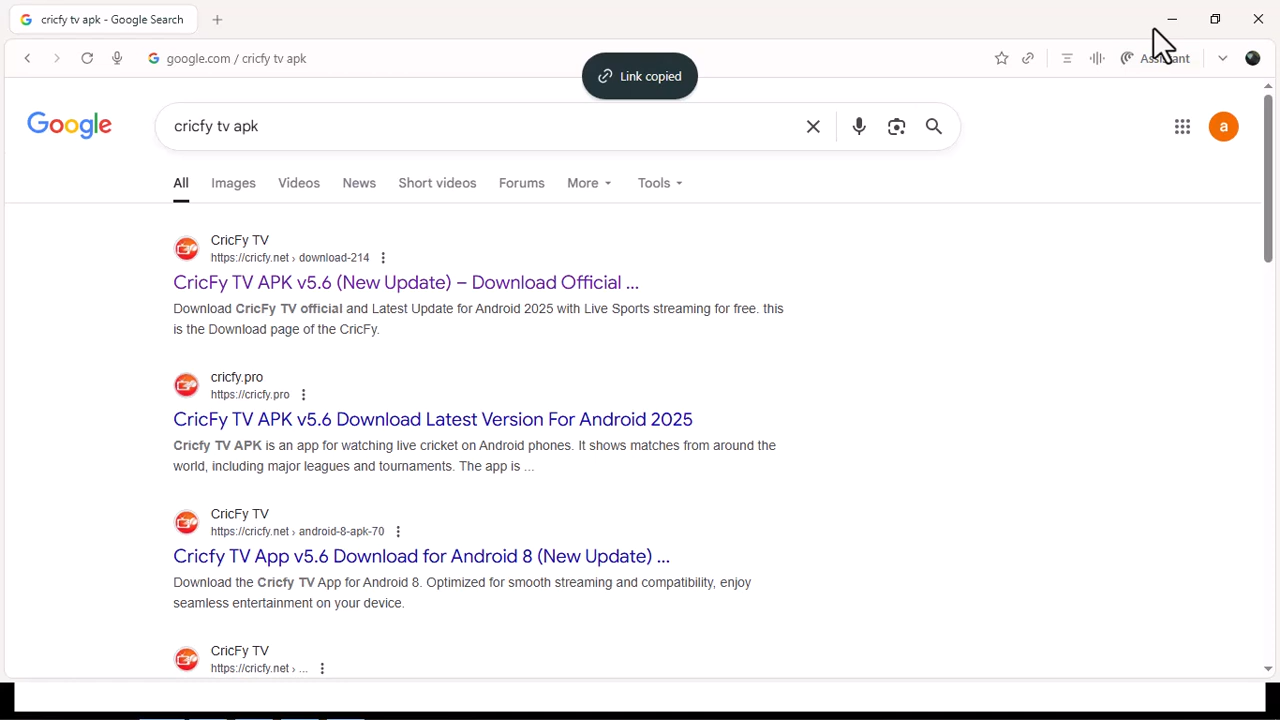 cricfy tv apk - Google Search
google.com / cricfy tv apk
Link copied
Assistant
Google
cricfy tv apk
a
All Images Videos News Short videos Forums More Tools
CricFy TV
https://cricfy.net › download-214
CricFy TV APK v5.6 (New Update) – Download Official ...
Download CricFy TV official and Latest Update for Android 2025 with Live Sports streaming for free. this
is the Download page of the CricFy.
cricfy.pro
https://cricfy.pro
CricFy TV APK v5.6 Download Latest Version For Android 2025
Cricfy TV APK is an app for watching live cricket on Android phones. It shows matches from around the
world, including major leagues and tournaments. The app is ...
CricFy TV
https://cricfy.net › android-8-apk-70
Cricfy TV App v5.6 Download for Android 8 (New Update) ...
Download the Cricfy TV App for Android 8. Optimized for smooth streaming and compatibility, enjoy
seamless entertainment on your device.
CricFy TV
https://cricfy.net › ...